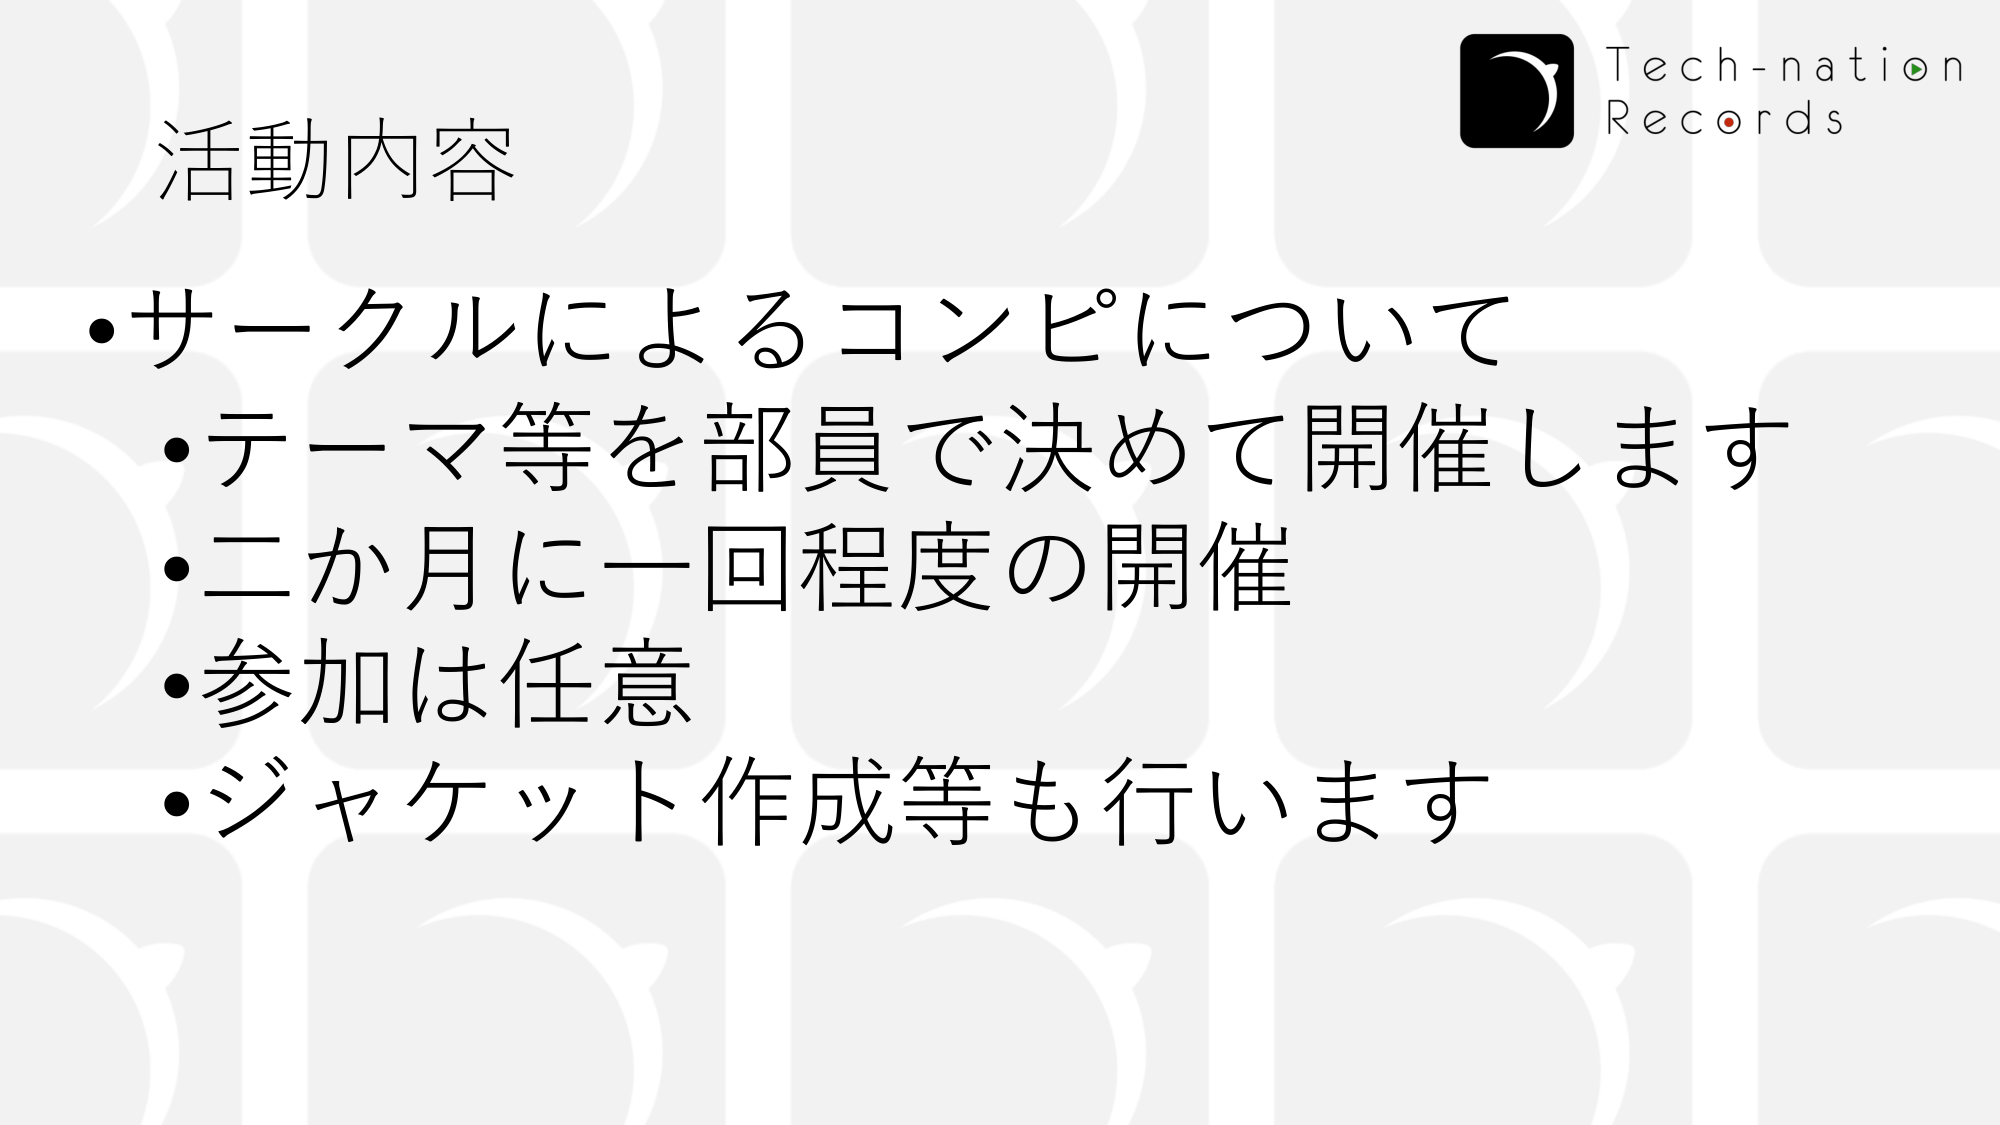 Tech-nation
Records
活動内容
•サークルによるコンピについて
•テーマ等を部員で決めて開催します
•二か月に一回程度の開催
•参加は任意
•ジャケット作成等も行います